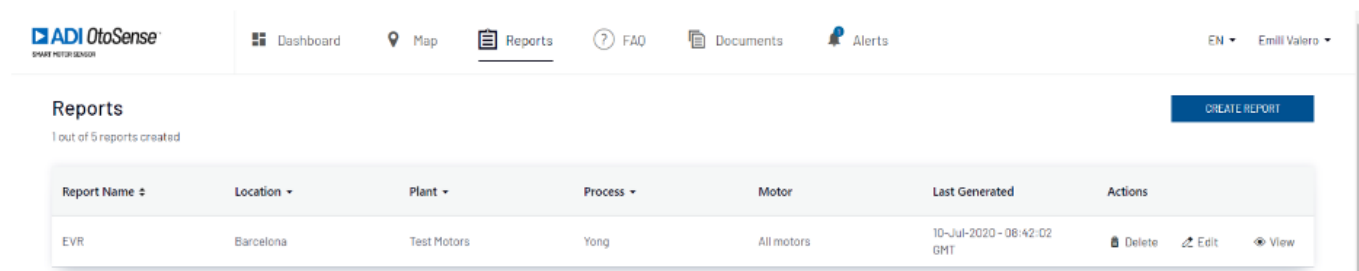 ADI OtoSense
SMART MOTOR SENSOR
Dashboard
Map
Reports
? FAQ
Documents
Alerts
EN
Emili Valero
Reports
CREATE REPORT
1 out of 5 reports created
Report Name Location Plant Process Motor Last Generated Actions
EVR Barcelona Test Motors Yong All motors 10-Jul-2020 - 08:42:02
GMT
Delete Edit View